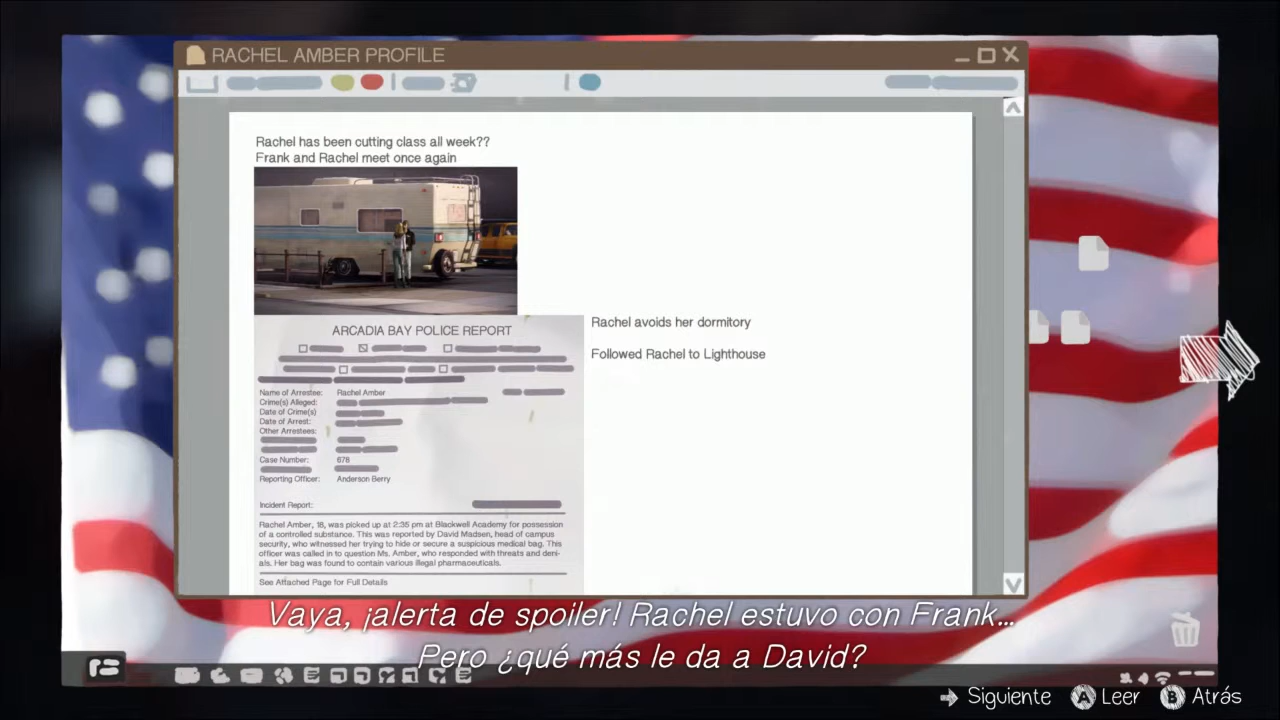 RACHEL AMBER PROFILE
Rachel has been cutting class all week??
Frank and Rachel meet once again
ARCADIA BAY POLICE REPORT
Name of Arrestee: Rachel Amber
Crime(s) Alleged:
Date of Crime(s)
Date of Arrest:
Other Arrestees:
Case Number: 678
Reporting Officer: Anderson Berry
Incident Report:
Rachel Amber, 18, was picked up at 2:35 pm at Blackwell Academy for possession
of a controlled substance. This was reported by David Madsen, head of campus
security, who witnessed her trying to hide or secure a suspicious medical bag. This
officer was called in to question Ms. Amber, who responded with threats and deni-
als. Her bag was found to contain various illegal pharmaceuticals.
See Attached Page for Full Details
Rachel avoids her dormitory
Followed Rachel to Lighthouse
Vaya, ¡alerta de spoiler! Rachel estuvo con Frank...
Pero ¿qué más le da a David?
Siguiente A Leer B Atrás